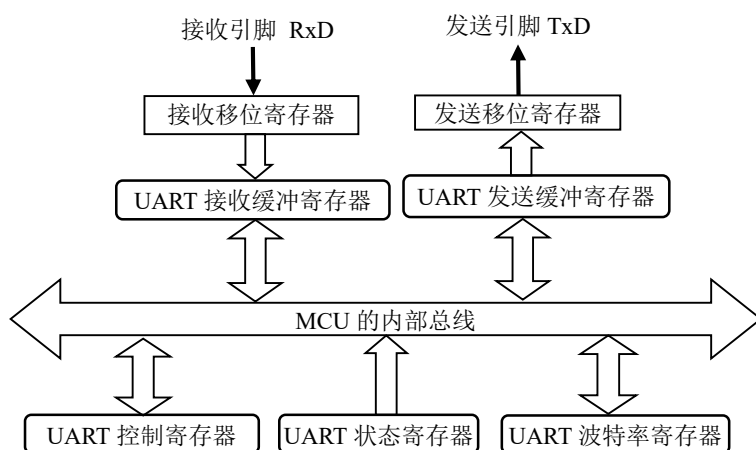 接收引脚 RxD
发送引脚 TxD
接收移位寄存器
发送移位寄存器
UART 接收缓冲寄存器
UART 发送缓冲寄存器
MCU 的内部总线
UART 控制寄存器
UART 状态寄存器
UART 波特率寄存器